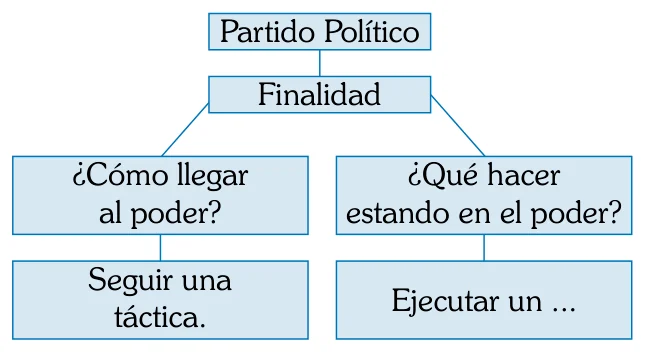 Partido Político
Finalidad
¿Cómo llegar
al poder?
¿Qué hacer
estando en el poder?
Seguir una
táctica.
Ejecutar un ...